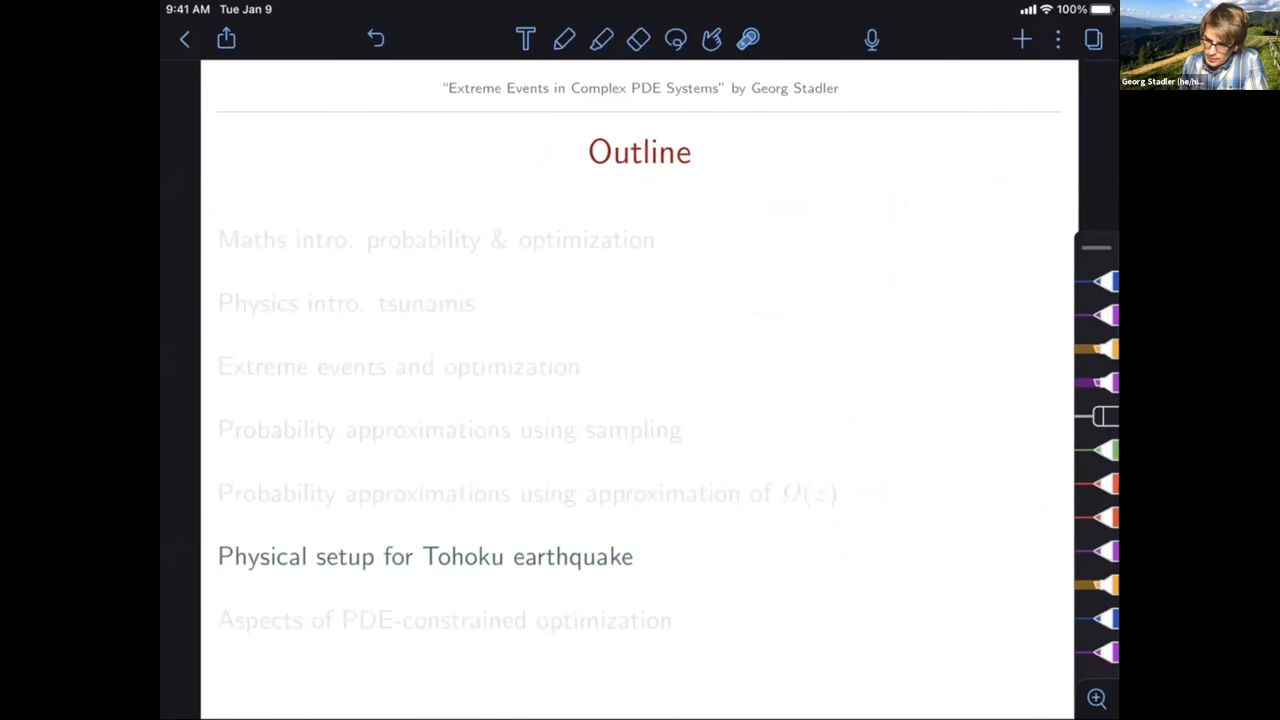 9:41 AM Tue Jan 9
100%
Georg Stadler (he/hi...
"Extreme Events in Complex PDE Systems" by Georg Stadler
Outline
Maths intro. probability & optimization
Physics intro. tsunamis
Extreme events and optimization
Probability approximations using sampling
Probability approximations using approximation of Ω(z)
Physical setup for Tohoku earthquake
Aspects of PDE-constrained optimization